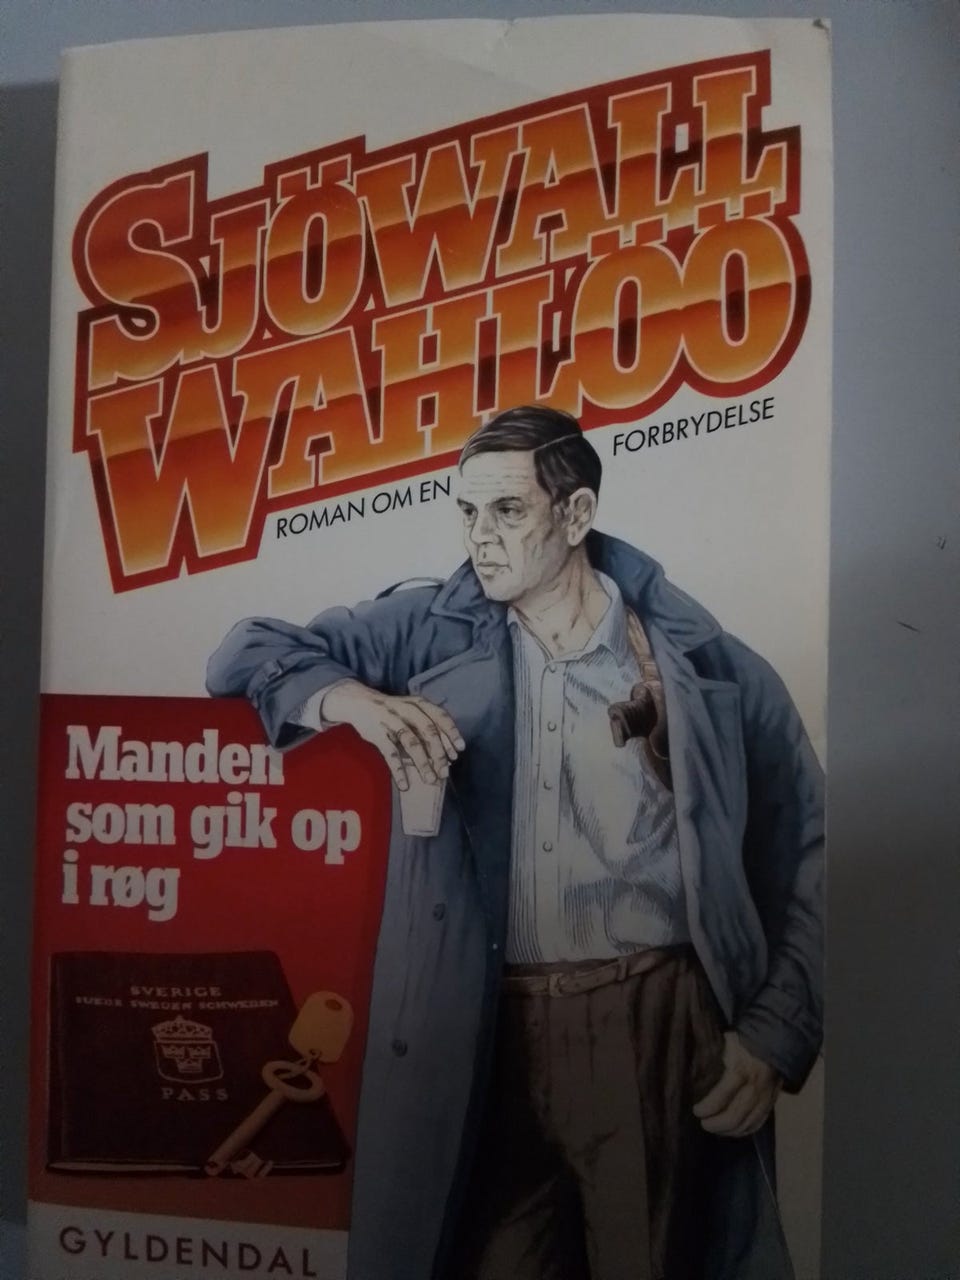 SJÖWALL
WAHLÖÖ
ROMAN OM EN FORBRYDELSE
Manden
som gik op
i røg
SVERIGE
SUEDE SWEDEN SCHWEDEN
PASS
GYLDENDAL